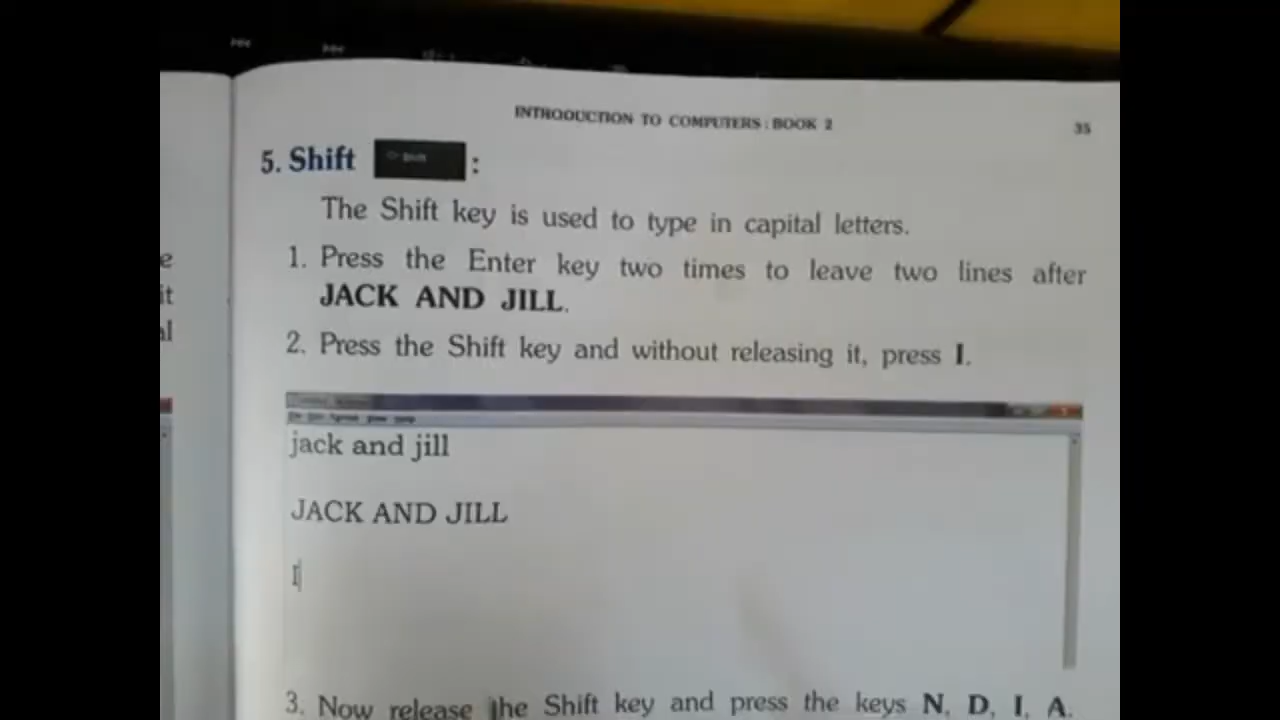 INTRODUCTION TO COMPUTERS : BOOK 2
35
5. Shift Shift :
The Shift key is used to type in capital letters.
1. Press the Enter key two times to leave two lines after
JACK AND JILL.
2. Press the Shift key and without releasing it, press I.
jack and jill
JACK AND JILL
I
3. Now release the Shift key and press the keys N, D, I, A.
e
it
al